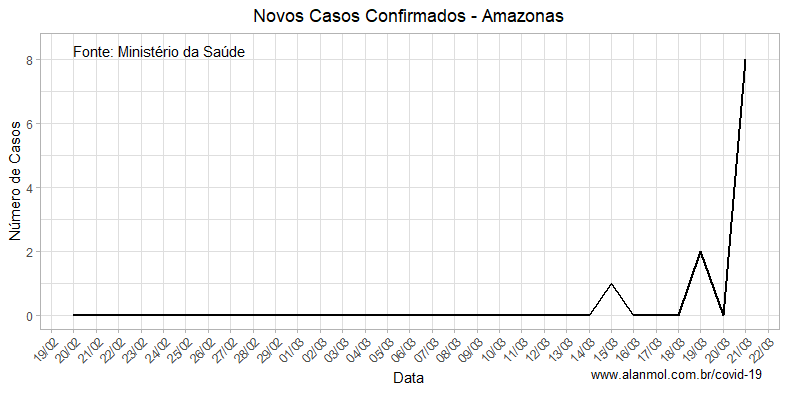 Novos Casos Confirmados - Amazonas
Fonte: Ministério da Saúde
Número de Casos
8
6
4
2
0
19/02 20/02 21/02 22/02 23/02 24/02 25/02 26/02 27/02 28/02 29/02 01/03 02/03 03/03 04/03 05/03 06/03 07/03 08/03 09/03 10/03 11/03 12/03 13/03 14/03 15/03 16/03 17/03 18/03 19/03 20/03 21/03 22/03
Data
www.alanmol.com.br/covid-19